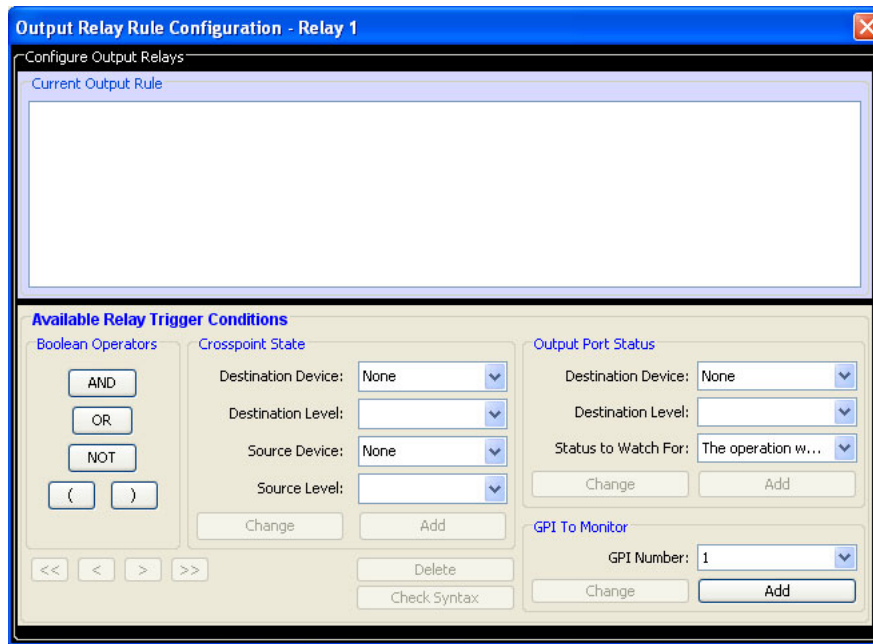 Output Relay Rule Configuration - Relay 1
Configure Output Relays
Current Output Rule
Available Relay Trigger Conditions
Boolean Operators
AND
OR
NOT
( )
Crosspoint State
Destination Device: None
Destination Level:
Source Device: None
Source Level:
Change Add
Output Port Status
Destination Device: None
Destination Level:
Status to Watch For: The operation w...
Change Add
GPI To Monitor
GPI Number: 1
Change Add
<< < > >>
Delete
Check Syntax